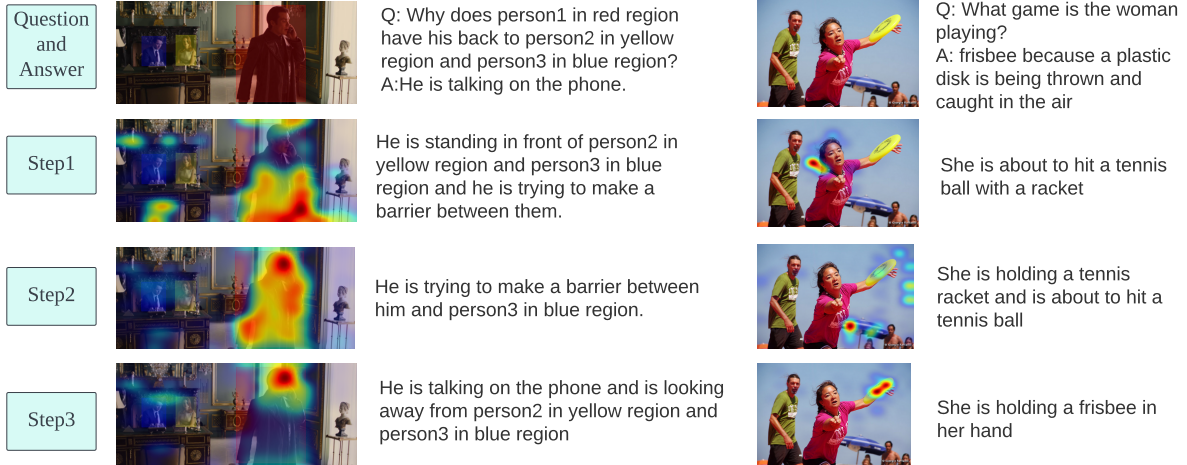 Question
and
Answer
Q: Why does person1 in red region
have his back to person2 in yellow
region and person3 in blue region?
A:He is talking on the phone.
Q: What game is the woman
playing?
A: frisbee because a plastic
disk is being thrown and
caught in the air
Step1
He is standing in front of person2 in
yellow region and person3 in blue
region and he is trying to make a
barrier between them.
She is about to hit a tennis
ball with a racket
Step2
He is trying to make a barrier between
him and person3 in blue region.
She is holding a tennis
racket and is about to hit a
tennis ball
Step3
He is talking on the phone and is looking
away from person2 in yellow region and
person3 in blue region
She is holding a frisbee in
her hand